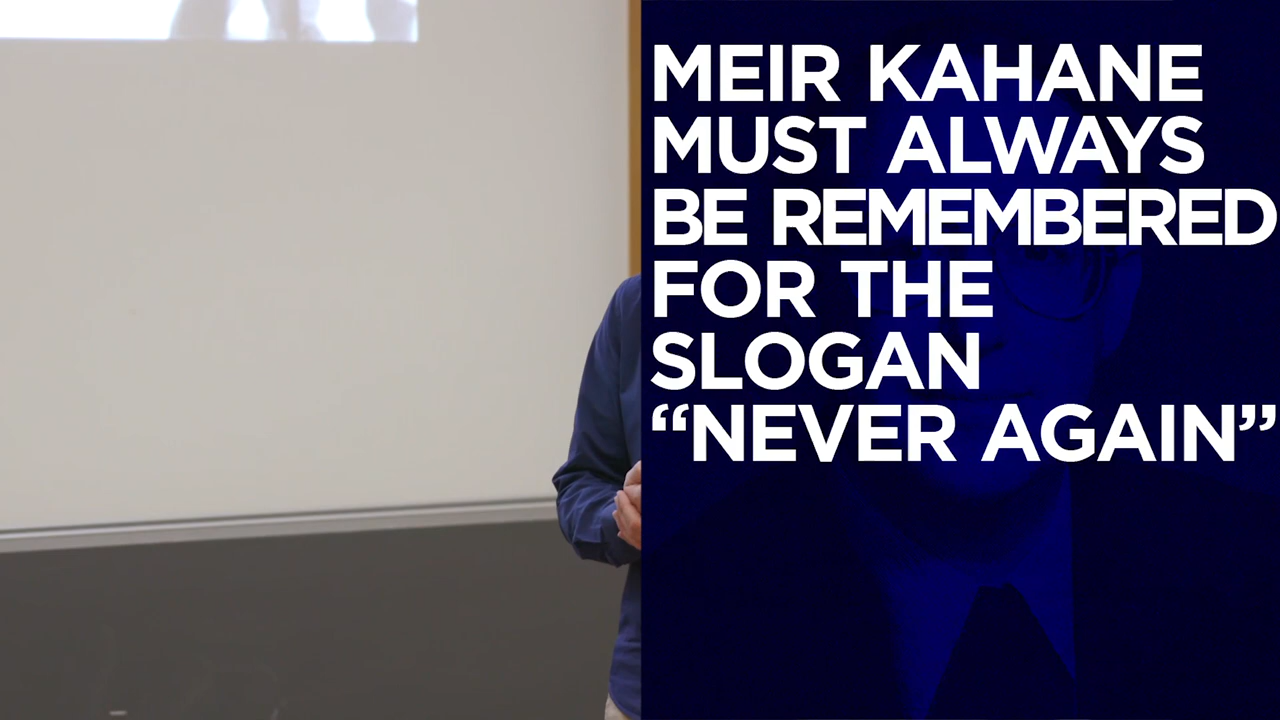 MEIR KAHANE
MUST ALWAYS
BE REMEMBERED
FOR THE
SLOGAN
“NEVER AGAIN”